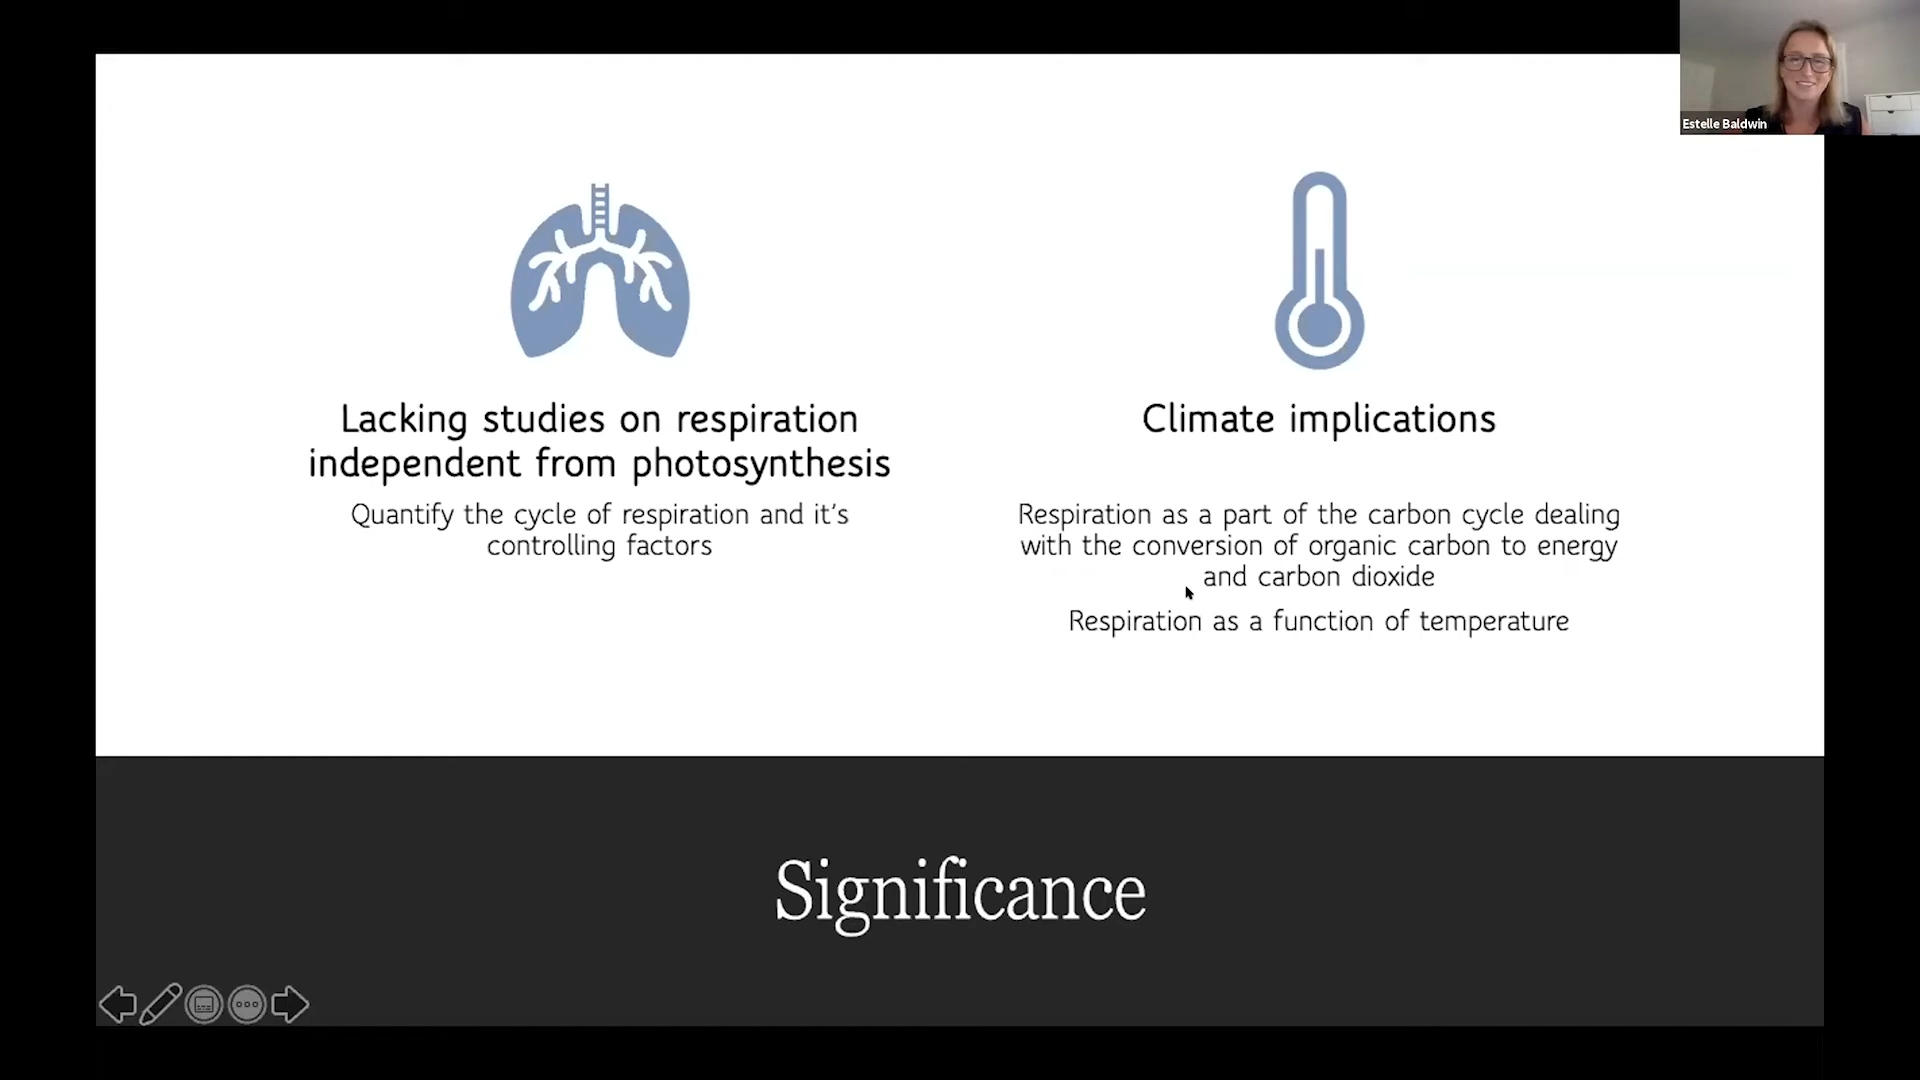 Estelle Baldwin
Lacking studies on respiration
independent from photosynthesis
Quantify the cycle of respiration and it's
controlling factors
Climate implications
Respiration as a part of the carbon cycle dealing
with the conversion of organic carbon to energy
and carbon dioxide
Respiration as a function of temperature
Significance